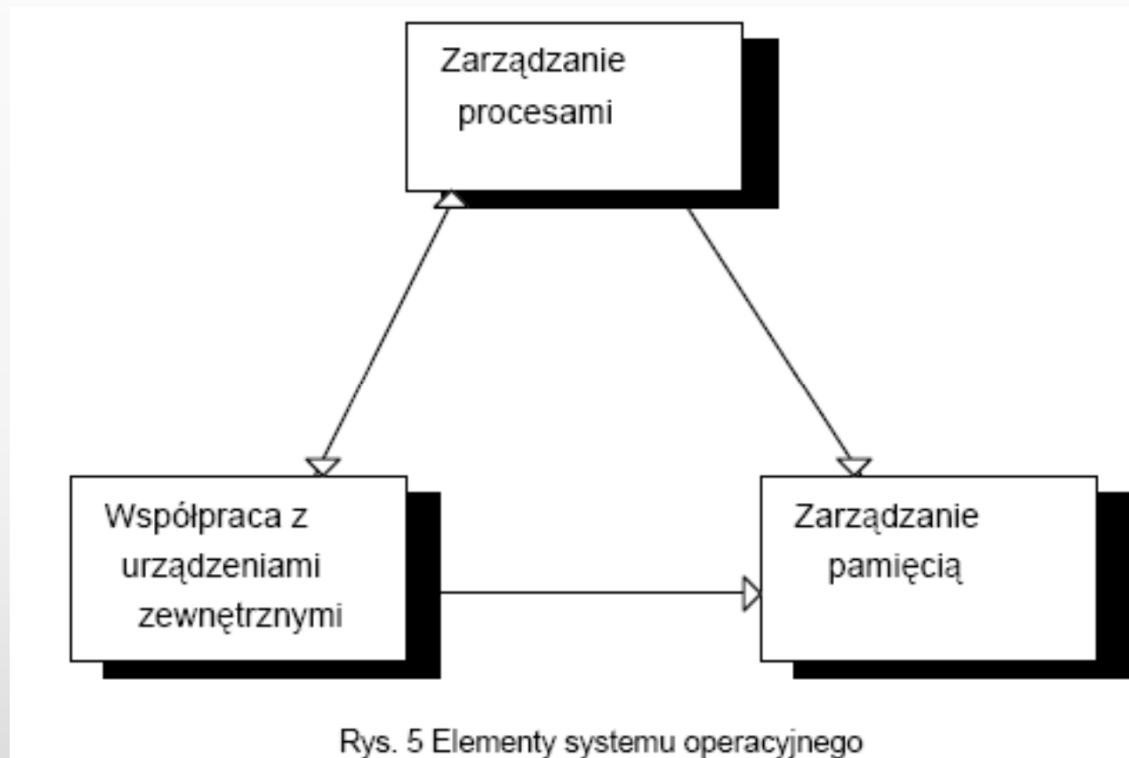 Zarządzanie
procesami
Współpraca z
urządzeniami
zewnętrznymi
Zarządzanie
pamięcią
Rys. 5 Elementy systemu operacyjnego